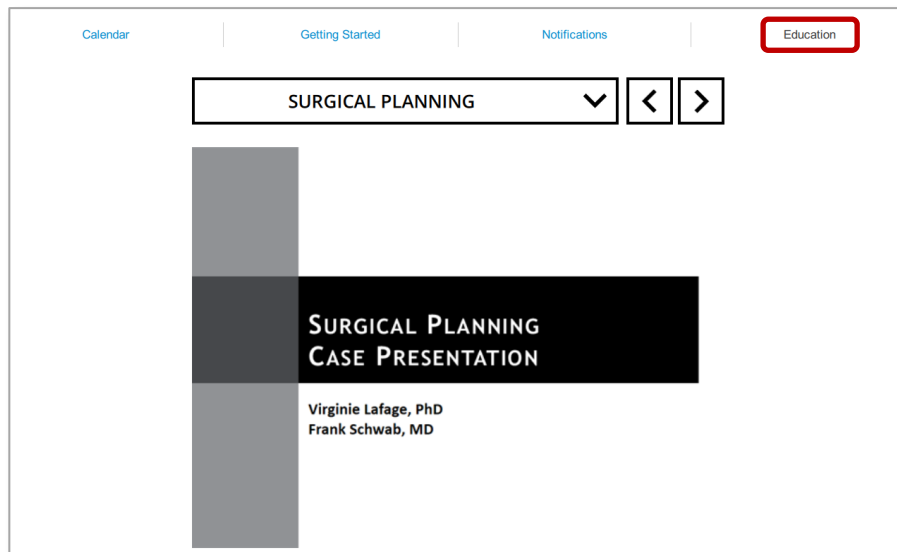 Calendar
Getting Started
Notifications
Education
SURGICAL PLANNING
SURGICAL PLANNING
CASE PRESENTATION
Virginie Lafage, PhD
Frank Schwab, MD